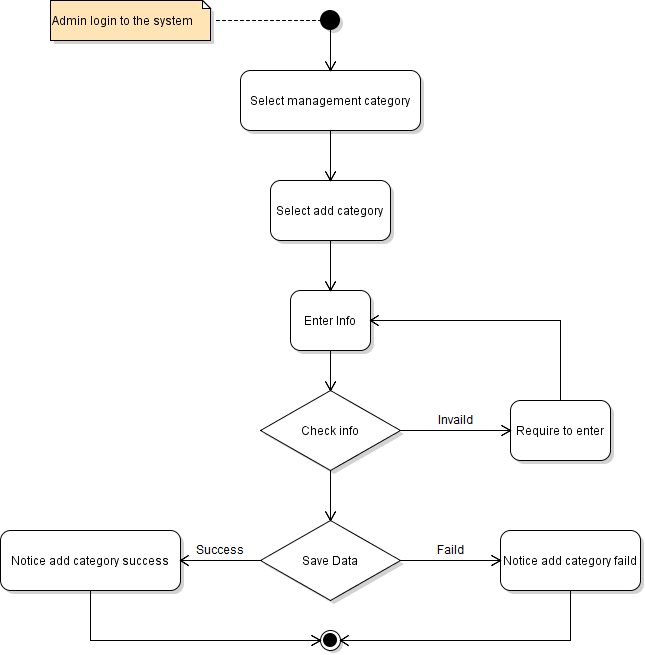 Admin login to the system
Select management category
Select add category
Enter Info
Check info
Invaild
Require to enter
Success
Save Data
Faild
Notice add category success
Notice add category faild